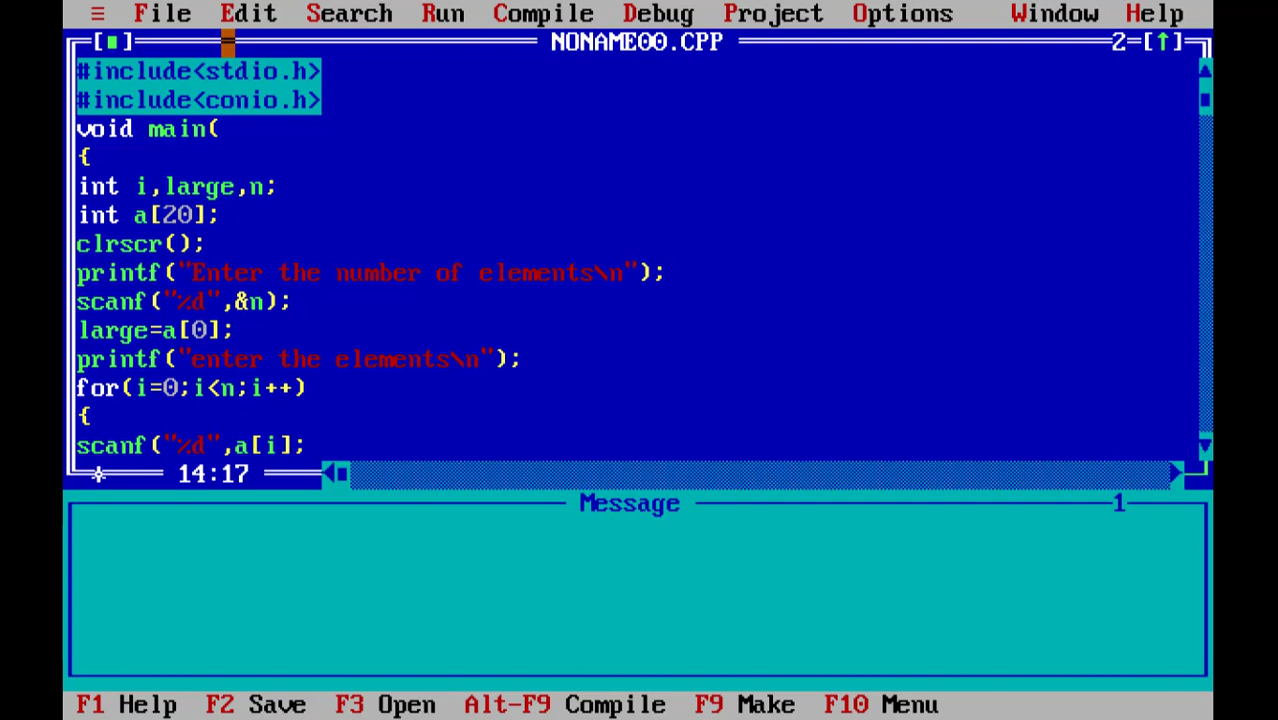 ≡ File Edit Search Run Compile Debug Project Options Window Help
[■] NONAME00.CPP 2=[↑]
#include<stdio.h>
#include<conio.h>
void main(
{
int i,large,n;
int a[20];
clrscr();
printf("Enter the number of elements\n");
scanf("%d",&n);
large=a[0];
printf("enter the elements\n");
for(i=0;i<n;i++)
{
scanf("%d",a[i];
14:17
Message 1
F1 Help F2 Save F3 Open Alt-F9 Compile F9 Make F10 Menu